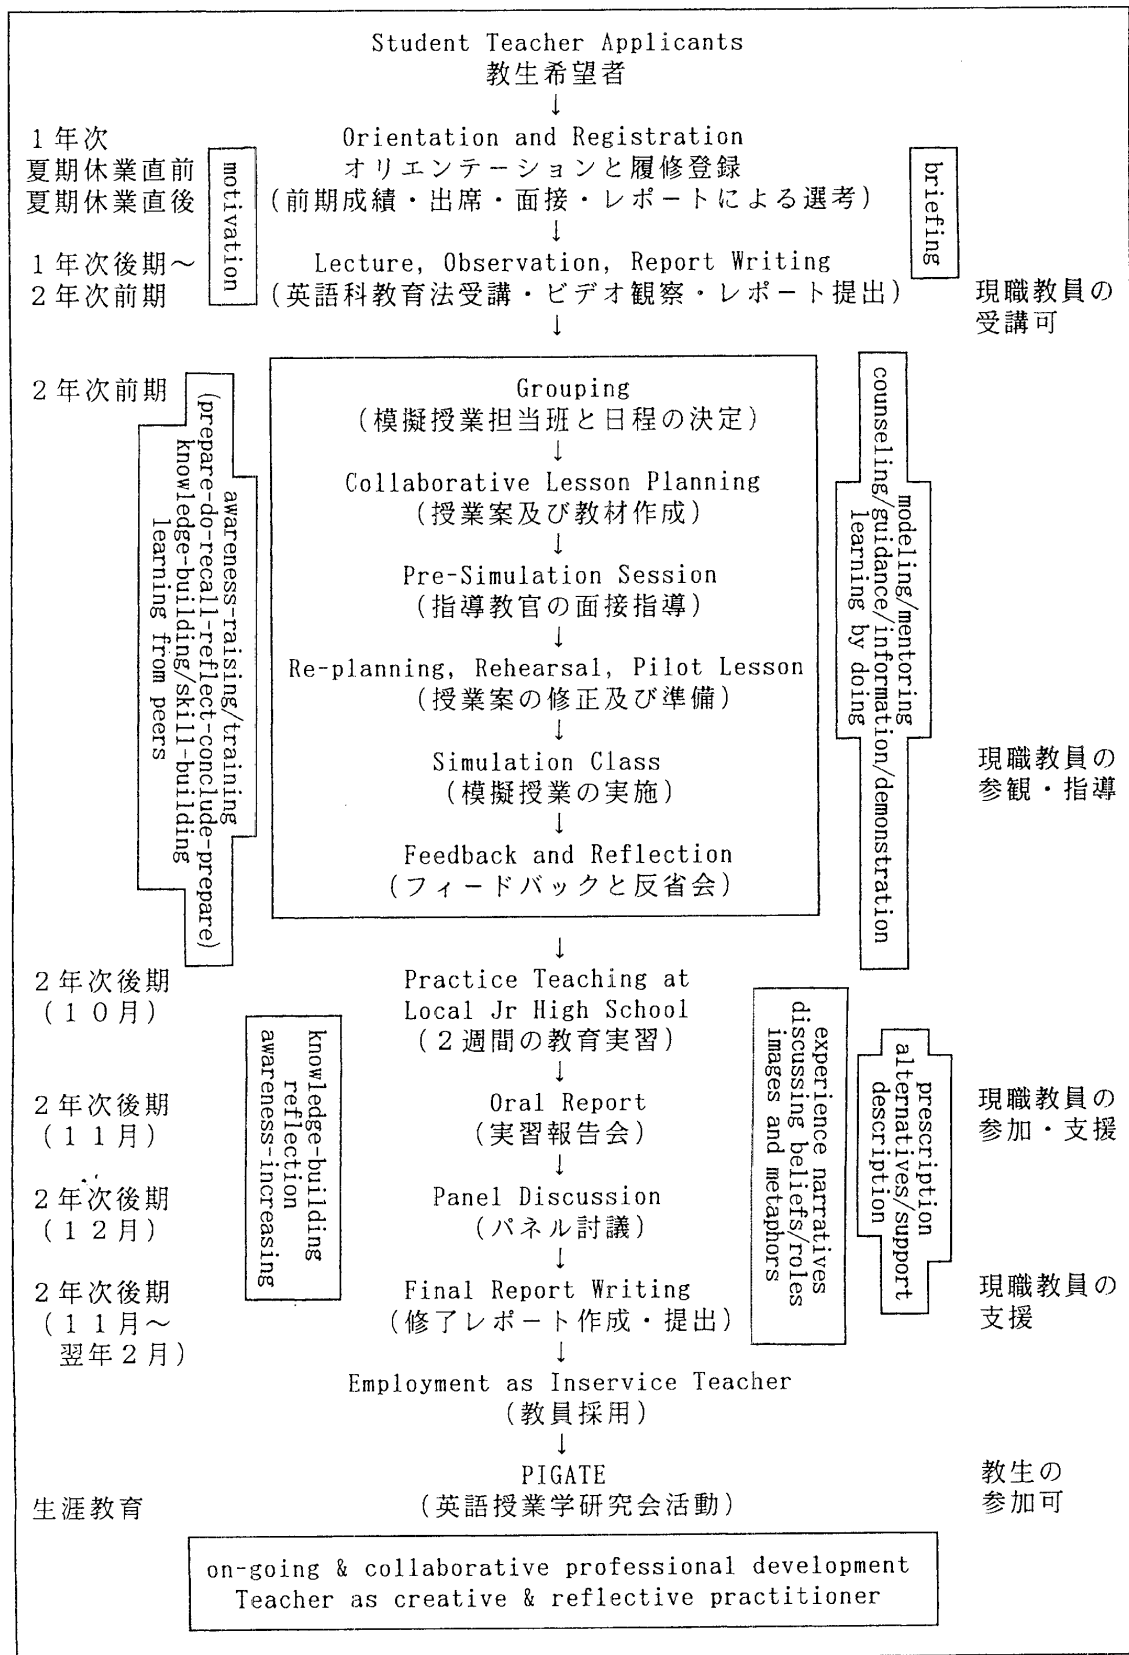 Student Teacher Applicants
教生希望者
↓
1年次
夏期休業直前
夏期休業直後
motivation
Orientation and Registration
オリエンテーションと履修登録
(前期成績・出席・面接・レポートによる選考)
briefing
↓
1年次後期～
2年次前期
Lecture, Observation, Report Writing
(英語科教育法受講・ビデオ観察・レポート提出)
現職教員の
受講可
↓
2年次前期
awareness-raising/training
(prepare-do-recall-reflect-conclude-prepare)
knowledge-building/skill-building
learning from peers
Grouping
(模擬授業担当班と日程の決定)
↓
Collaborative Lesson Planning
(授業案及び教材作成)
↓
Pre-Simulation Session
(指導教官の面接指導)
↓
Re-planning, Rehearsal, Pilot Lesson
(授業案の修正及び準備)
↓
Simulation Class
(模擬授業の実施)
↓
Feedback and Reflection
(フィードバックと反省会)
modeling/mentoring
counseling/guidance/information/demonstration
learning by doing
現職教員の
参観・指導
↓
2年次後期
(10月)
Practice Teaching at
Local Jr High School
(2週間の教育実習)
knowledge-building
reflection
awareness-increasing
experience narratives
discussing beliefs/roles
images and metaphors
prescription
alternatives/support
description
↓
2年次後期
(11月)
Oral Report
(実習報告会)
現職教員の
参加・支援
↓
2年次後期
(12月)
Panel Discussion
(パネル討議)
↓
2年次後期
(11月～
翌年2月)
Final Report Writing
(修了レポート作成・提出)
現職教員の
支援
↓
Employment as Inservice Teacher
(教員採用)
↓
生涯教育
PIGATE
(英語授業学研究会活動)
教生の
参加可
on-going & collaborative professional development
Teacher as creative & reflective practitioner